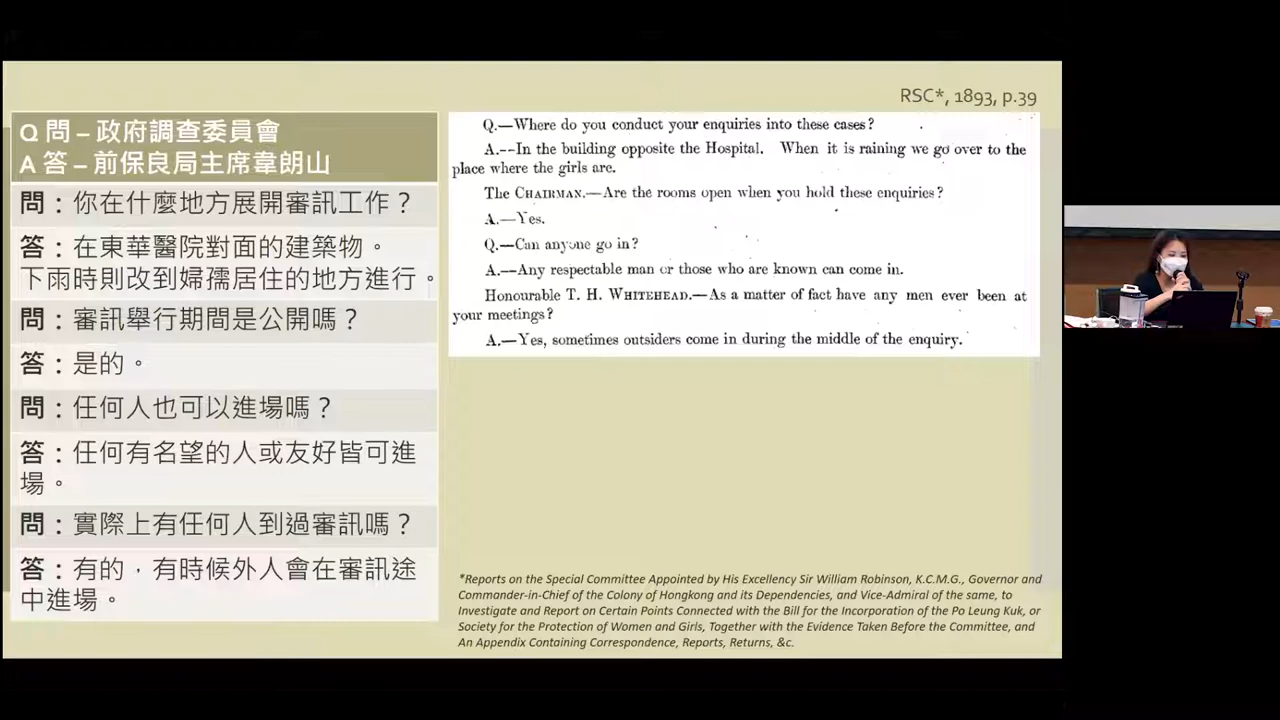 RSC*, 1893, p.39
Q 問 – 政府調查委員會
A 答 – 前保良局主席韋朗山
問：你在什麼地方展開審訊工作？
答：在東華醫院對面的建築物。
下雨時則改到婦孺居住的地方進行。
問：審訊舉行期間是公開嗎？
答：是的。
問：任何人也可以進場嗎？
答：任何有名望的人或友好皆可進
場。
問：實際上有任何人到過審訊嗎？
答：有的，有時候外人會在審訊途
中進場。
Q.—Where do you conduct your enquiries into these cases?
A.--In the building opposite the Hospital. When it is raining we go over to the
place where the girls are.
The CHAIRMAN.—Are the rooms open when you hold these enquiries?
A.—Yes.
Q.—Can anyone go in?
A.—Any respectable man or those who are known can come in.
Honourable T. H. WHITEHEAD.—As a matter of fact have any men ever been at
your meetings?
A.—Yes, sometimes outsiders come in during the middle of the enquiry.
*Reports on the Special Committee Appointed by His Excellency Sir William Robinson, K.C.M.G., Governor and
Commander-in-Chief of the Colony of Hongkong and its Dependencies, and Vice-Admiral of the same, to
Investigate and Report on Certain Points Connected with the Bill for the Incorporation of the Po Leung Kuk, or
Society for the Protection of Women and Girls, Together with the Evidence Taken Before the Committee, and
An Appendix Containing Correspondence, Reports, Returns, &c.